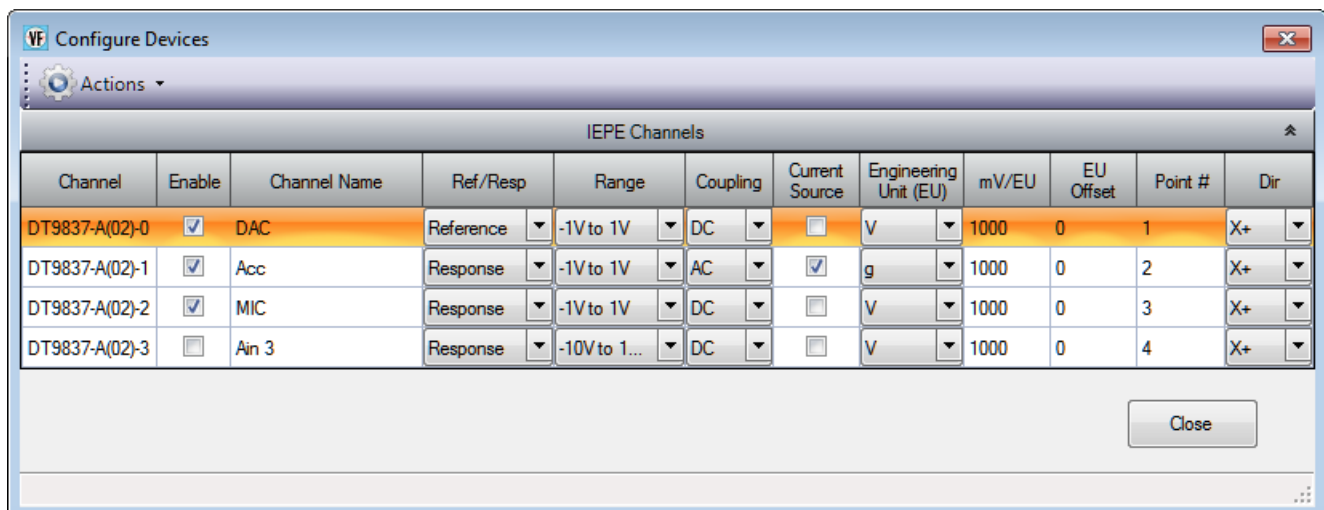 VF Configure Devices
Actions
IEPE Channels
Channel Enable Channel Name Ref/Resp Range Coupling Current Source Engineering Unit (EU) mV/EU EU Offset Point # Dir
DT9837-A(02)-0 DAC Reference -1V to 1V DC V 1000 0 1 X+
DT9837-A(02)-1 Acc Response -1V to 1V AC g 1000 0 2 X+
DT9837-A(02)-2 MIC Response -1V to 1V DC V 1000 0 3 X+
DT9837-A(02)-3 Ain 3 Response -10V to 1... DC V 1000 0 4 X+
Close